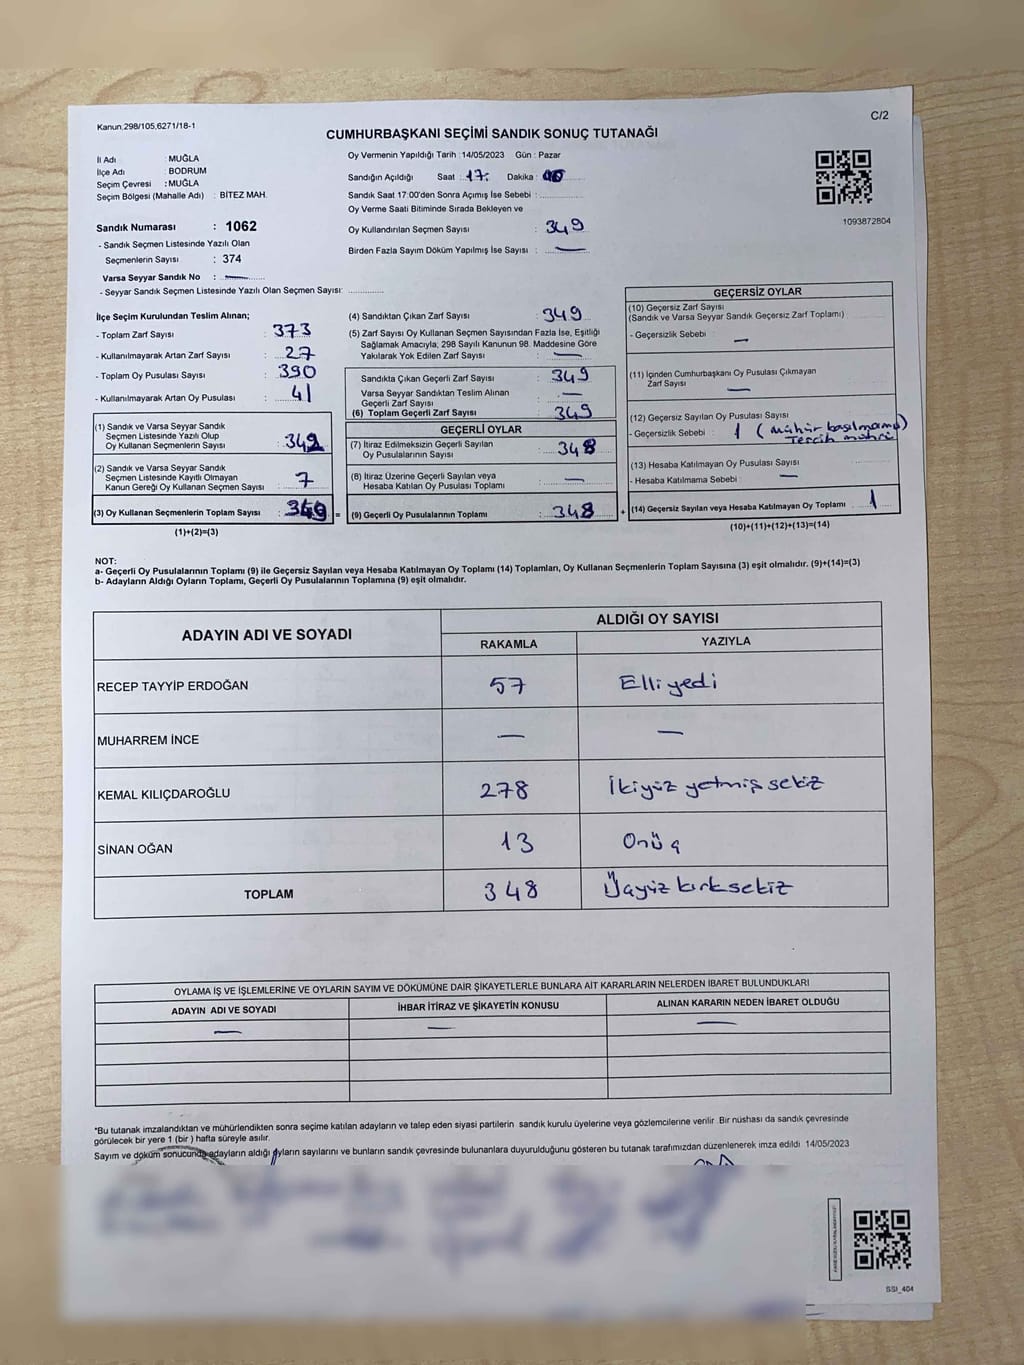 Kanun,298/105,6271/18-1
C/2
CUMHURBAŞKANI SEÇİMİ SANDIK SONUÇ TUTANAĞI
İl Adı : MUĞLA
İlçe Adı : BODRUM
Seçim Çevresi : MUĞLA
Seçim Bölgesi (Mahalle Adı) : BİTEZ MAH.
Oy Vermenin Yapıldığı Tarih :14/05/2023 Gün : Pazar
Sandığın Açıldığı Saat : 17: Dakika :
Sandık Saat 17:00'den Sonra Açımış İse Sebebi :
Oy Verme Saati Bitiminde Sırada Bekleyen ve
Oy Kullandırılan Seçmen Sayısı : 349
Birden Fazla Sayım Döküm Yapılmış İse Sayısı : —
1093872804
Sandık Numarası : 1062
- Sandık Seçmen Listesinde Yazılı Olan
Seçmenlerin Sayısı : 374
Varsa Seyyar Sandık No : —
- Seyyar Sandık Seçmen Listesinde Yazılı Olan Seçmen Sayısı:
İlçe Seçim Kurulundan Teslim Alınan;
- Toplam Zarf Sayısı : 373
- Kullanılmayarak Artan Zarf Sayısı : 27
- Toplam Oy Pusulası Sayısı : 390
- Kullanılmayarak Artan Oy Pusulası : 41
(1) Sandık ve Varsa Seyyar Sandık
Seçmen Listesinde Yazılı Olup
Oy Kullanan Seçmenlerin Sayısı : 342
(2) Sandık ve Varsa Seyyar Sandık
Seçmen Listesinde Kayıtlı Olmayan
Kanun Gereği Oy Kullanan Seçmen Sayısı : 7
(3) Oy Kullanan Seçmenlerin Toplam Sayısı : 349 =
(1)+(2)=(3)
(4) Sandıktan Çıkan Zarf Sayısı : 349
(5) Zarf Sayısı Oy Kullanan Seçmen Sayısından Fazla İse, Eşitliği
Sağlamak Amacıyla; 298 Sayılı Kanunun 98. Maddesine Göre
Yakılarak Yok Edilen Zarf Sayısı : —
Sandıkta Çıkan Geçerli Zarf Sayısı : 349
Varsa Seyyar Sandıktan Teslim Alınan
Geçerli Zarf Sayısı : —
(6) Toplam Geçerli Zarf Sayısı : 349
GEÇERLİ OYLAR
(7) İtiraz Edilmeksizin Geçerli Sayılan
Oy Pusulalarının Sayısı : 348
(8) İtiraz Üzerine Geçerli Sayılan veya
Hesaba Katılan Oy Pusulası Toplamı : —
(9) Geçerli Oy Pusulalarının Toplamı : 348 +
GEÇERSİZ OYLAR
(10) Geçersiz Zarf Sayısı
(Sandık ve Varsa Seyyar Sandık Geçersiz Zarf Toplamı)
- Geçersizlik Sebebi : —
(11) İçinden Cumhurbaşkanı Oy Pusulası Çıkmayan
Zarf Sayısı —
(12) Geçersiz Sayılan Oy Pusulası Sayısı
- Geçersizlik Sebebi : 1 (mühür basılmamış)
Tercih mührü
(13) Hesaba Katılmayan Oy Pusulası Sayısı
- Hesaba Katılmama Sebebi —
(14) Geçersiz Sayılan veya Hesaba Katılmayan Oy Toplamı : 1
(10)+(11)+(12)+(13)=(14)
NOT:
a- Geçerli Oy Pusulalarının Toplamı (9) ile Geçersiz Sayılan veya Hesaba Katılmayan Oy Toplamı (14) Toplamları, Oy Kullanan Seçmenlerin Toplam Sayısına (3) eşit olmalıdır. (9)+(14)=(3)
b- Adayların Aldığı Oyların Toplamı, Geçerli Oy Pusulalarının Toplamına (9) eşit olmalıdır.
ADAYIN ADI VE SOYADI
ALDIĞI OY SAYISI
RAKAMLA YAZIYLA
RECEP TAYYİP ERDOĞAN 57 Elli yedi
MUHARREM İNCE — —
KEMAL KILIÇDAROĞLU 278 İkiyüz yetmiş sekiz
SİNAN OĞAN 13 Onüç
TOPLAM 348 Üçyüz kırksekiz
OYLAMA İŞ VE İŞLEMLERİNE VE OYLARIN SAYIM VE DÖKÜMÜNE DAİR ŞİKAYETLERLE BUNLARA AİT KARARLARIN NELERDEN İBARET BULUNDUKLARI
ADAYIN ADI VE SOYADI İHBAR İTİRAZ VE ŞİKAYETİN KONUSU ALINAN KARARIN NEDEN İBARET OLDUĞU
— — —
*Bu tutanak imzalandıktan ve mühürlendikten sonra seçime katılan adayların ve talep eden siyasi partilerin sandık kurulu üyelerine veya gözlemcilerine verilir. Bir nüshası da sandık çevresinde
görülecek bir yere 1 (bir ) hafta süreyle asılır.
Sayım ve döküm sonucunda adayların aldığı oyların sayılarını ve bunların sandık çevresinde bulunanlara duyurulduğunu gösteren bu tutanak tarafımızdan düzenlenerek imza edildi. 14/05/2023
SSI_404